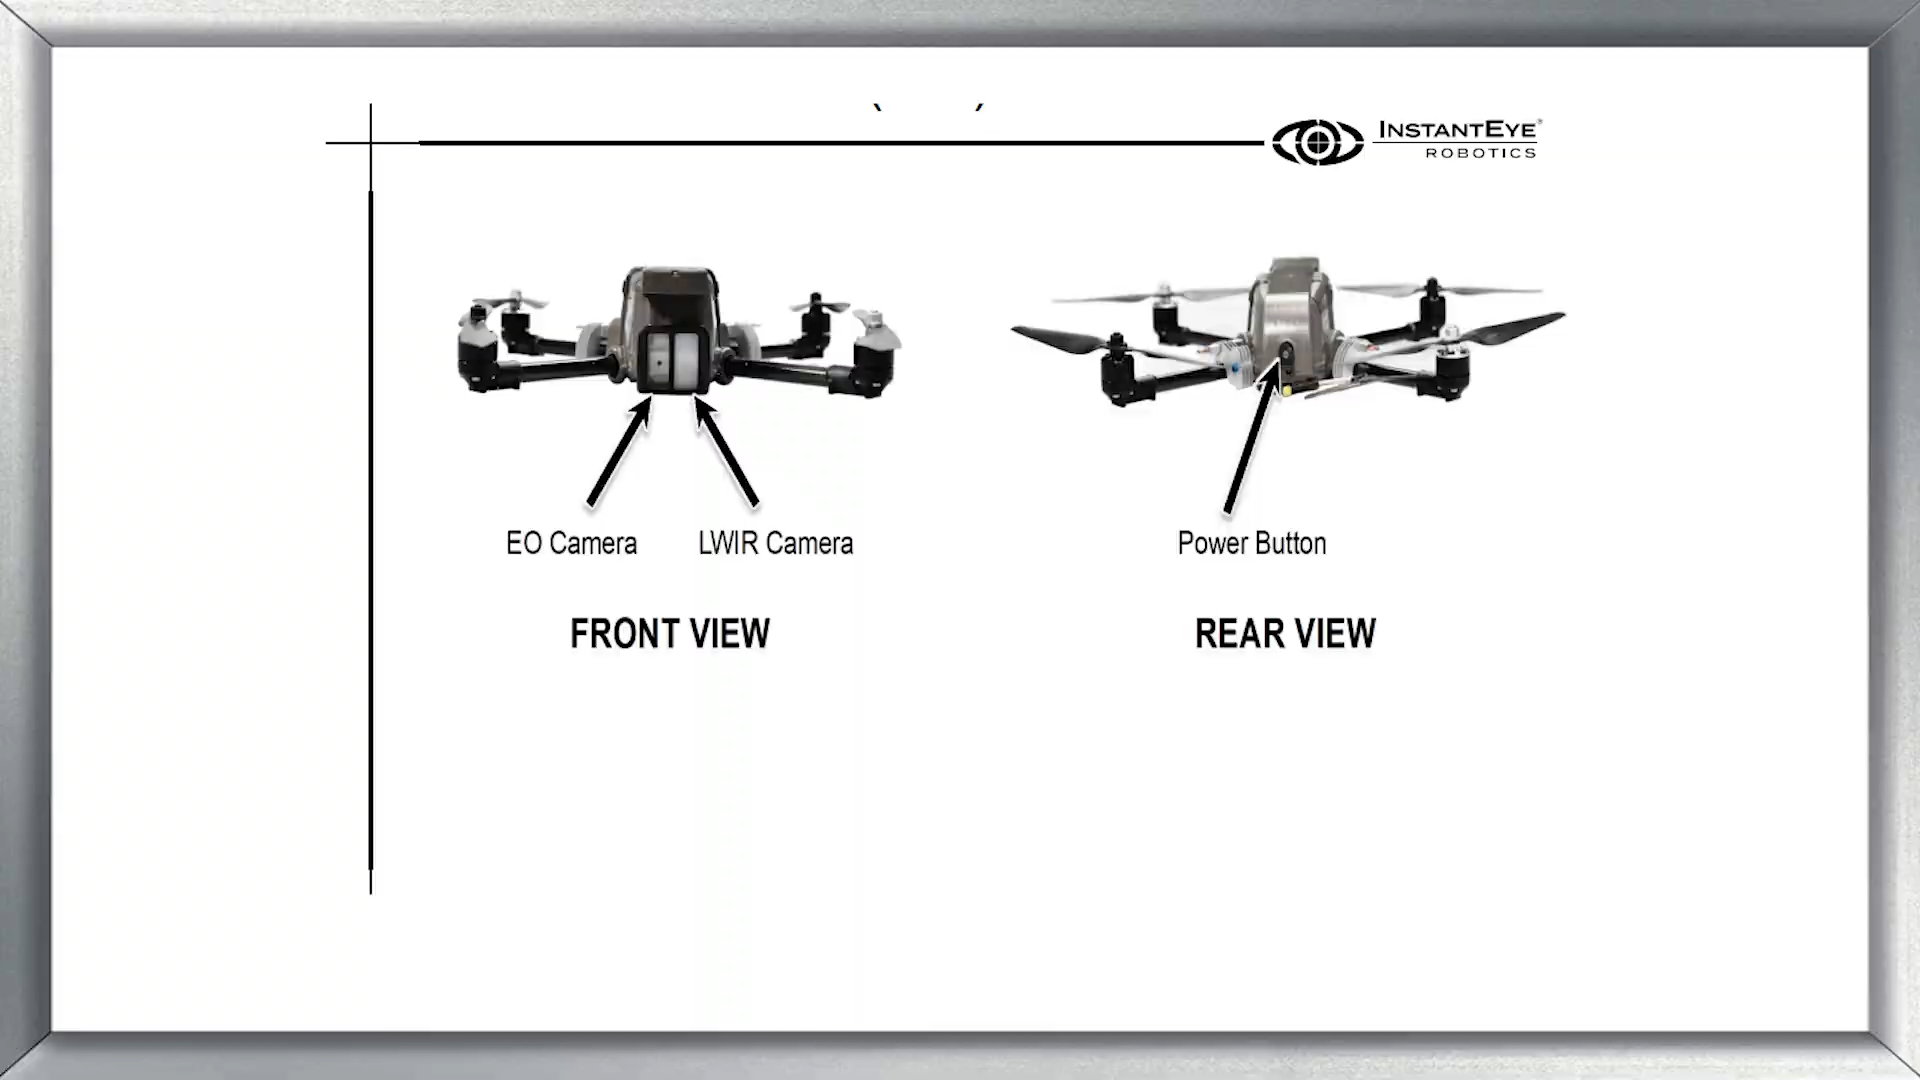 INSTANTEYE®
ROBOTICS
EO Camera
LWIR Camera
Power Button
FRONT VIEW
REAR VIEW